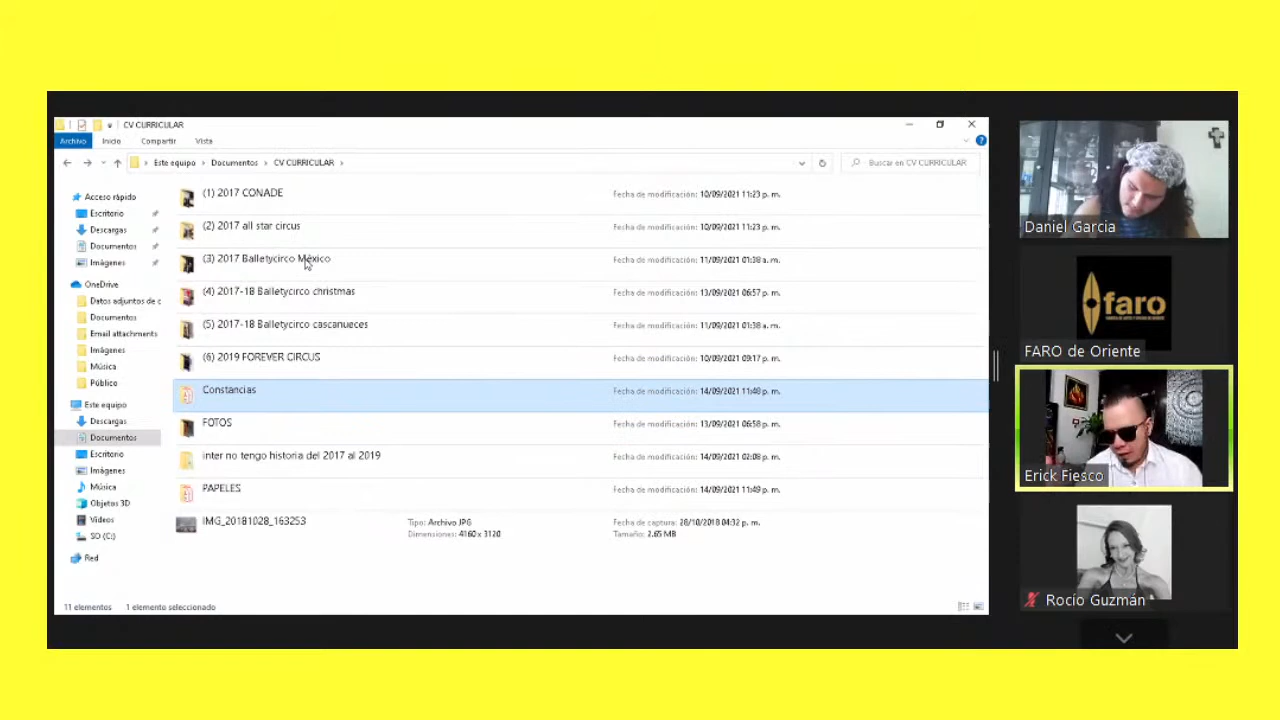 CV CURRICULAR
Archivo Inicio Compartir Vista
Este equipo > Documentos > CV CURRICULAR >
Buscar en CV CURRICULAR
Acceso rápido
Escritorio
Descargas
Documentos
Imágenes
OneDrive
Datos adjuntos de c
Documentos
Email attachments
Imágenes
Música
Público
Este equipo
Descargas
Documentos
Escritorio
Imágenes
Música
Objetos 3D
Vídeos
SO (C:)
Red
(1) 2017 CONADE Fecha de modificación: 10/09/2021 11:23 p. m.
(2) 2017 all star circus Fecha de modificación: 10/09/2021 11:23 p. m.
(3) 2017 Balletycirco México Fecha de modificación: 11/09/2021 01:38 a. m.
(4) 2017-18 Balletycirco christmas Fecha de modificación: 13/09/2021 06:57 p. m.
(5) 2017-18 Balletycirco cascanueces Fecha de modificación: 11/09/2021 01:38 a. m.
(6) 2019 FOREVER CIRCUS Fecha de modificación: 10/09/2021 09:17 p. m.
Constancias Fecha de modificación: 14/09/2021 11:48 p. m.
FOTOS Fecha de modificación: 13/09/2021 06:58 p. m.
inter no tengo historia del 2017 al 2019 Fecha de modificación: 14/09/2021 02:08 p. m.
PAPELES Fecha de modificación: 14/09/2021 11:49 p. m.
IMG_20181028_163253 Tipo: Archivo JPG Fecha de captura: 28/10/2018 04:32 p. m.
Dimensiones: 4160 x 3120 Tamaño: 2.65 MB
11 elementos 1 elemento seleccionado
Daniel Garcia
faro
FARO de Oriente
Erick Fiesco
Rocío Guzmán